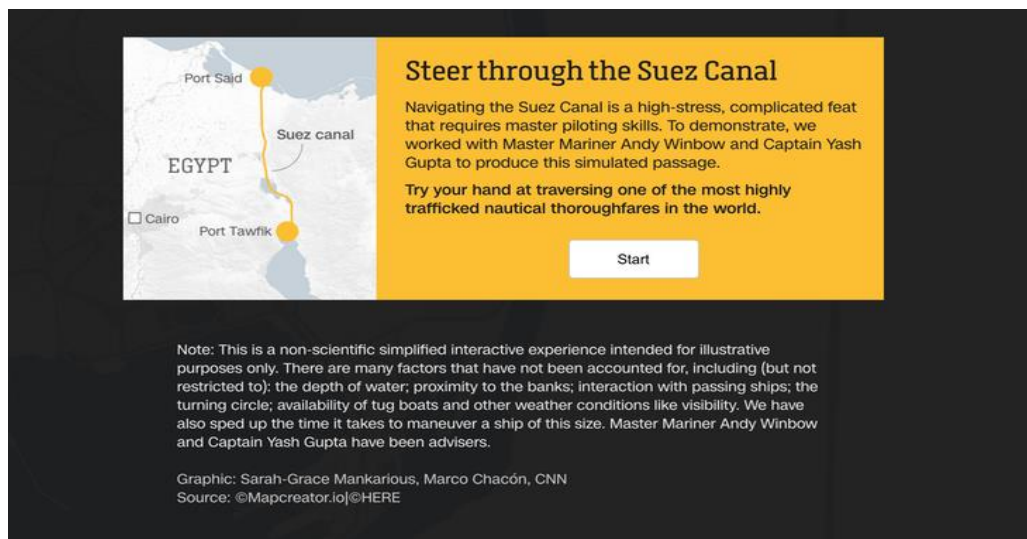 Port Said
Suez canal
EGYPT
Cairo
Port Tawfik
Steer through the Suez Canal
Navigating the Suez Canal is a high-stress, complicated feat
that requires master piloting skills. To demonstrate, we
worked with Master Mariner Andy Winbow and Captain Yash
Gupta to produce this simulated passage.
Try your hand at traversing one of the most highly
trafficked nautical thoroughfares in the world.
Start
Note: This is a non-scientific simplified interactive experience intended for illustrative
purposes only. There are many factors that have not been accounted for, including (but not
restricted to): the depth of water; proximity to the banks; interaction with passing ships; the
turning circle; availability of tug boats and other weather conditions like visibility. We have
also sped up the time it takes to maneuver a ship of this size. Master Mariner Andy Winbow
and Captain Yash Gupta have been advisers.
Graphic: Sarah-Grace Mankarious, Marco Chacón, CNN
Source: ©Mapcreator.io|©HERE